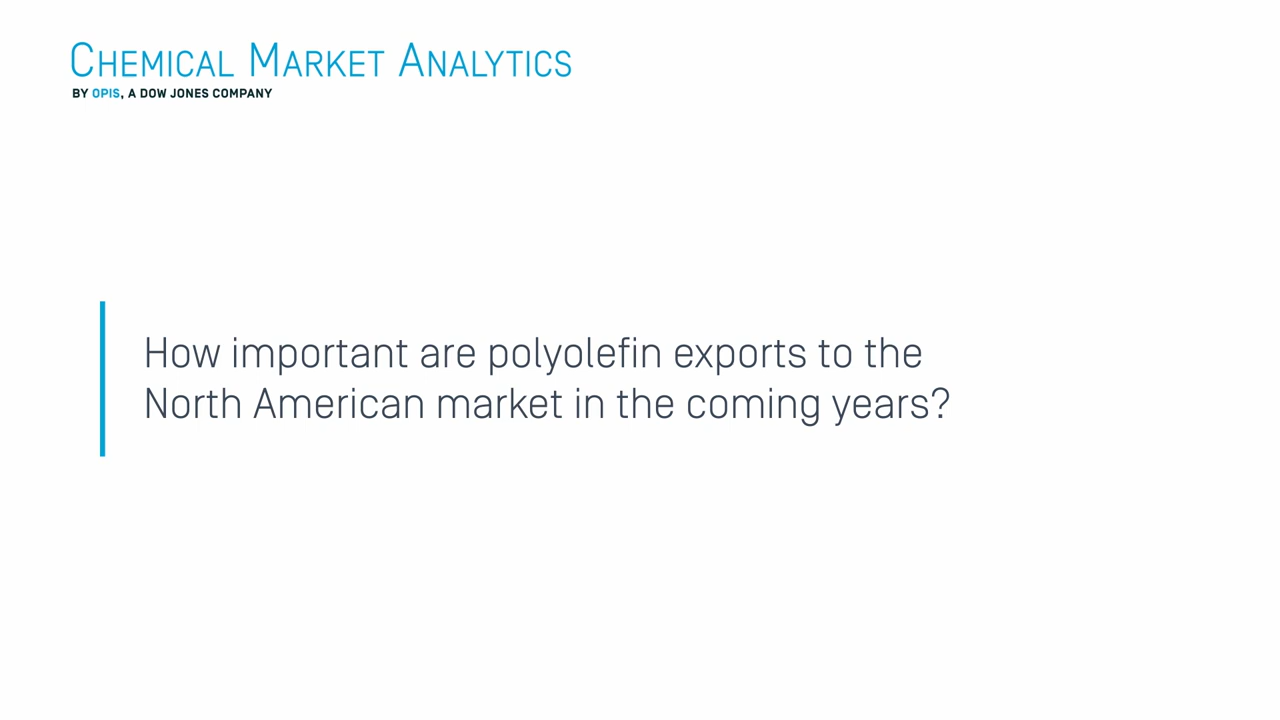 CHEMICAL MARKET ANALYTICS
BY OPIS, A DOW JONES COMPANY
How important are polyolefin exports to the
North American market in the coming years?